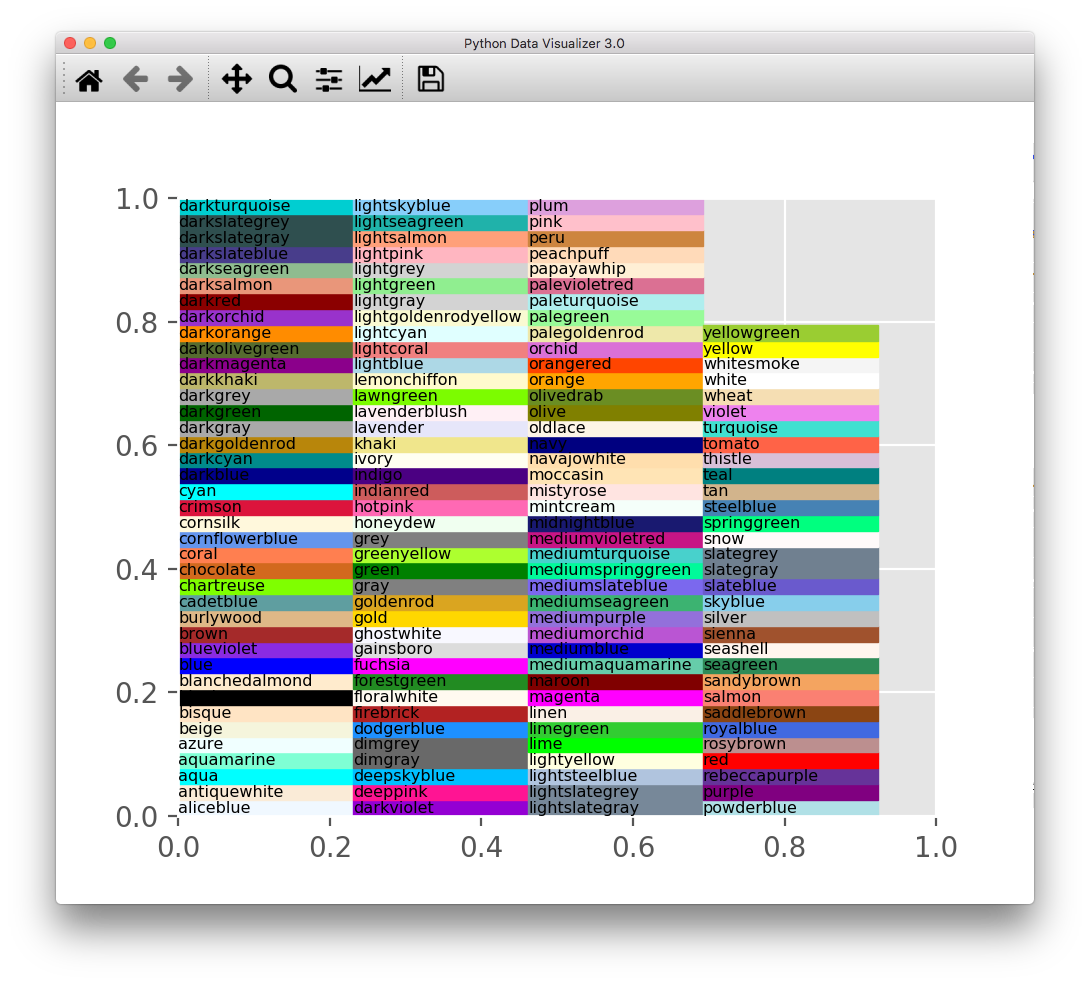 Python Data Visualizer 3.0
1.0
0.8
0.6
0.4
0.2
0.0
darkturquoise
darkslategrey
darkslategray
darkslateblue
darkseagreen
darksalmon
darkred
darkorchid
darkorange
darkolivegreen
darkmagenta
darkkhaki
darkgrey
darkgreen
darkgray
darkgoldenrod
darkcyan
darkblue
cyan
crimson
cornsilk
cornflowerblue
coral
chocolate
chartreuse
cadetblue
burlywood
brown
blueviolet
blue
blanchedalmond
bisque
beige
azure
aquamarine
aqua
antiquewhite
aliceblue
lightskyblue
lightseagreen
lightsalmon
lightpink
lightgrey
lightgreen
lightgray
lightgoldenrodyellow
lightcyan
lightcoral
lightblue
lemonchiffon
lawngreen
lavenderblush
lavender
khaki
ivory
indigo
indianred
hotpink
honeydew
grey
greenyellow
green
gray
goldenrod
gold
ghostwhite
gainsboro
fuchsia
forestgreen
floralwhite
firebrick
dodgerblue
dimgrey
dimgray
deepskyblue
deeppink
darkviolet
plum
pink
peru
peachpuff
papayawhip
palevioletred
paleturquoise
palegreen
palegoldenrod
orchid
orangered
orange
olivedrab
olive
oldlace
navy
navajowhite
moccasin
mistyrose
mintcream
midnightblue
mediumvioletred
mediumturquoise
mediumspringgreen
mediumslateblue
mediumseagreen
mediumpurple
mediumorchid
mediumblue
mediumaquamarine
maroon
magenta
linen
limegreen
lime
lightyellow
lightsteelblue
lightslategrey
lightslategray
yellowgreen
yellow
whitesmoke
white
wheat
violet
turquoise
tomato
thistle
teal
tan
steelblue
springgreen
snow
slategrey
slategray
slateblue
skyblue
silver
sienna
seashell
seagreen
sandybrown
salmon
saddlebrown
royalblue
rosybrown
red
rebeccapurple
purple
powderblue
0.0 0.2 0.4 0.6 0.8 1.0